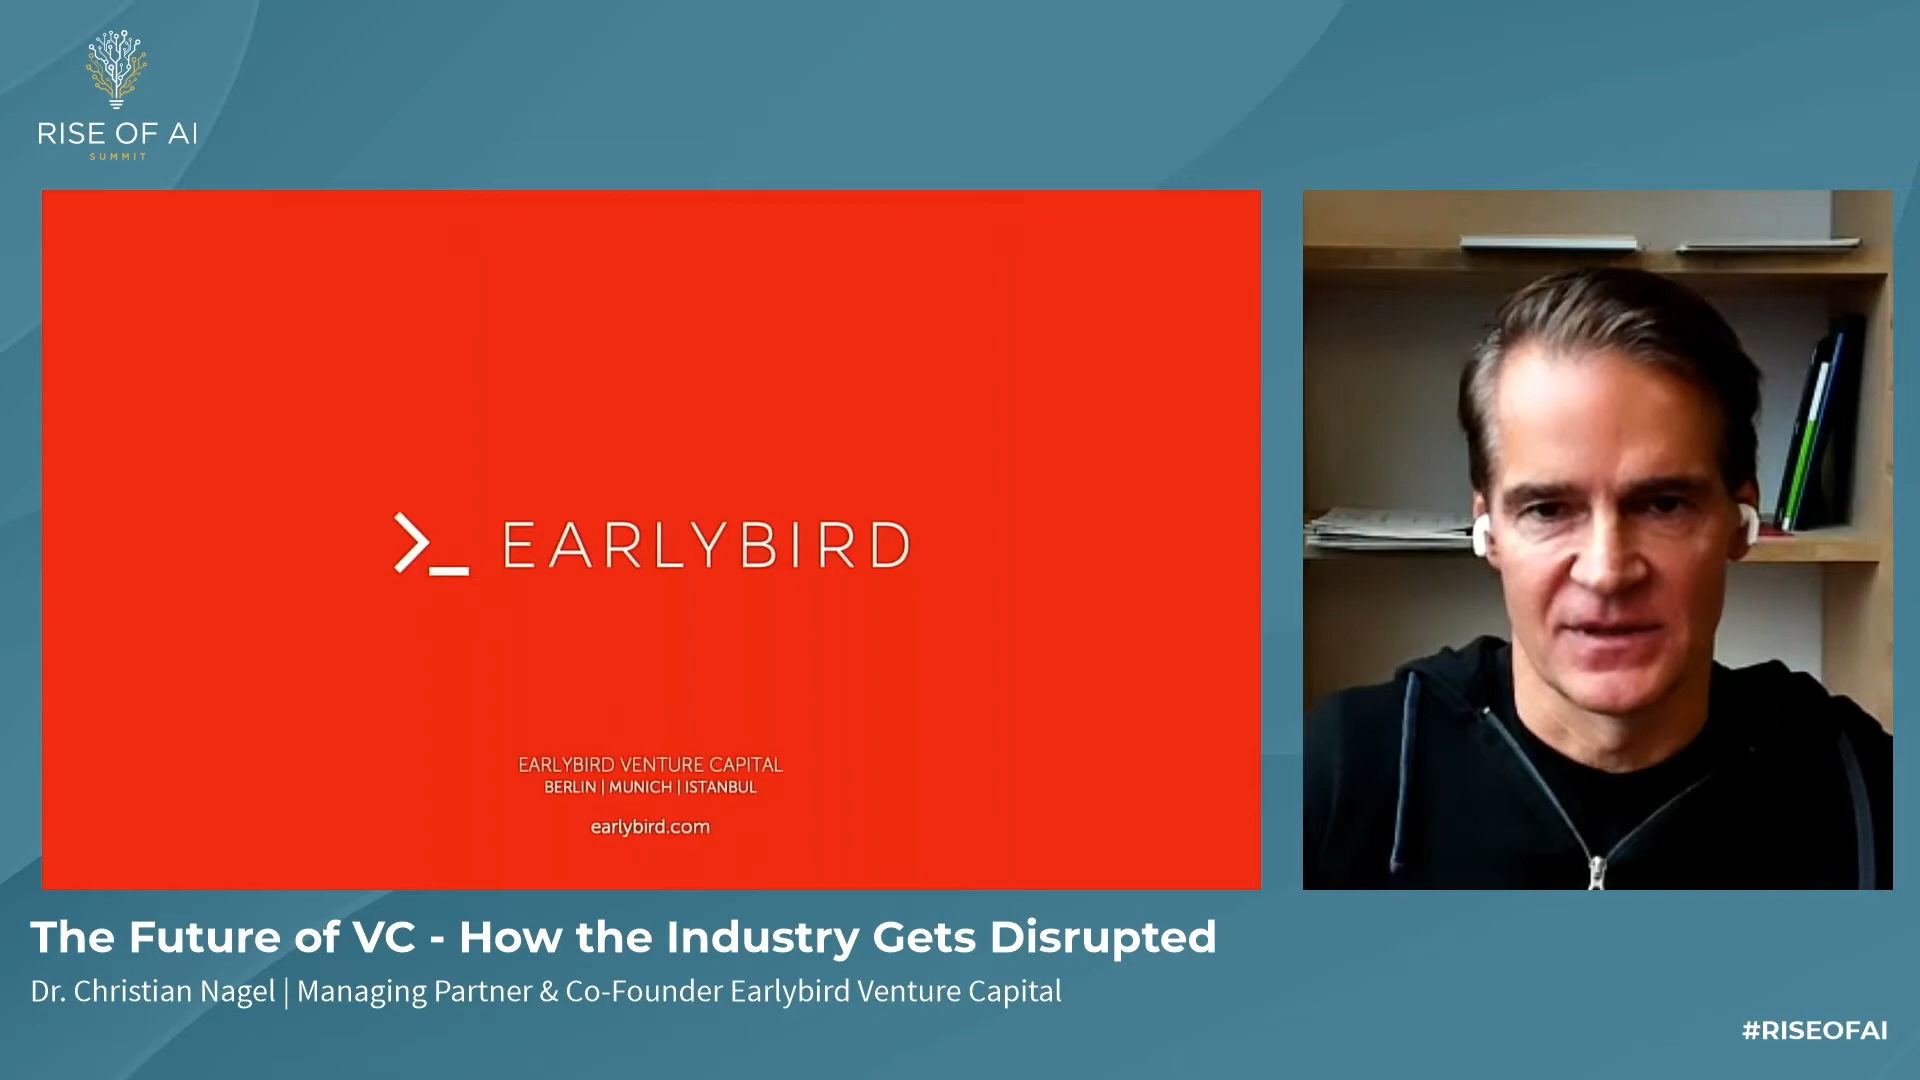 RISE OF AI
SUMMIT
>_ EARLYBIRD
EARLYBIRD VENTURE CAPITAL
BERLIN | MUNICH | ISTANBUL
earlybird.com
The Future of VC - How the Industry Gets Disrupted
Dr. Christian Nagel | Managing Partner & Co-Founder Earlybird Venture Capital
#RISEOFAI